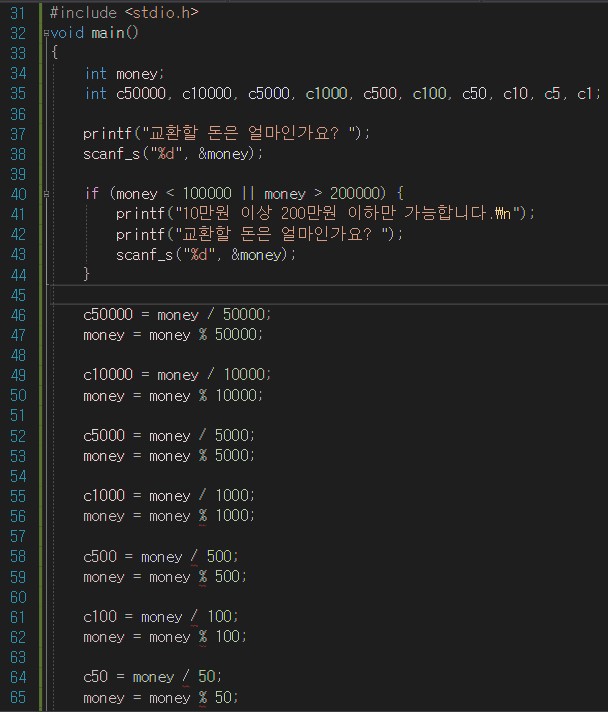 31 #include <stdio.h>
32 void main()
33 {
34 int money;
35 int c50000, c10000, c5000, c1000, c500, c100, c50, c10, c5, c1;
36
37 printf("교환할 돈은 얼마인가요? ");
38 scanf_s("%d", &money);
39
40 if (money < 100000 || money > 200000) {
41 printf("10만원 이상 200만원 이하만 가능합니다.₩n");
42 printf("교환할 돈은 얼마인가요? ");
43 scanf_s("%d", &money);
44 }
45
46 c50000 = money / 50000;
47 money = money % 50000;
48
49 c10000 = money / 10000;
50 money = money % 10000;
51
52 c5000 = money / 5000;
53 money = money % 5000;
54
55 c1000 = money / 1000;
56 money = money % 1000;
57
58 c500 = money / 500;
59 money = money % 500;
60
61 c100 = money / 100;
62 money = money % 100;
63
64 c50 = money / 50;
65 money = money % 50;